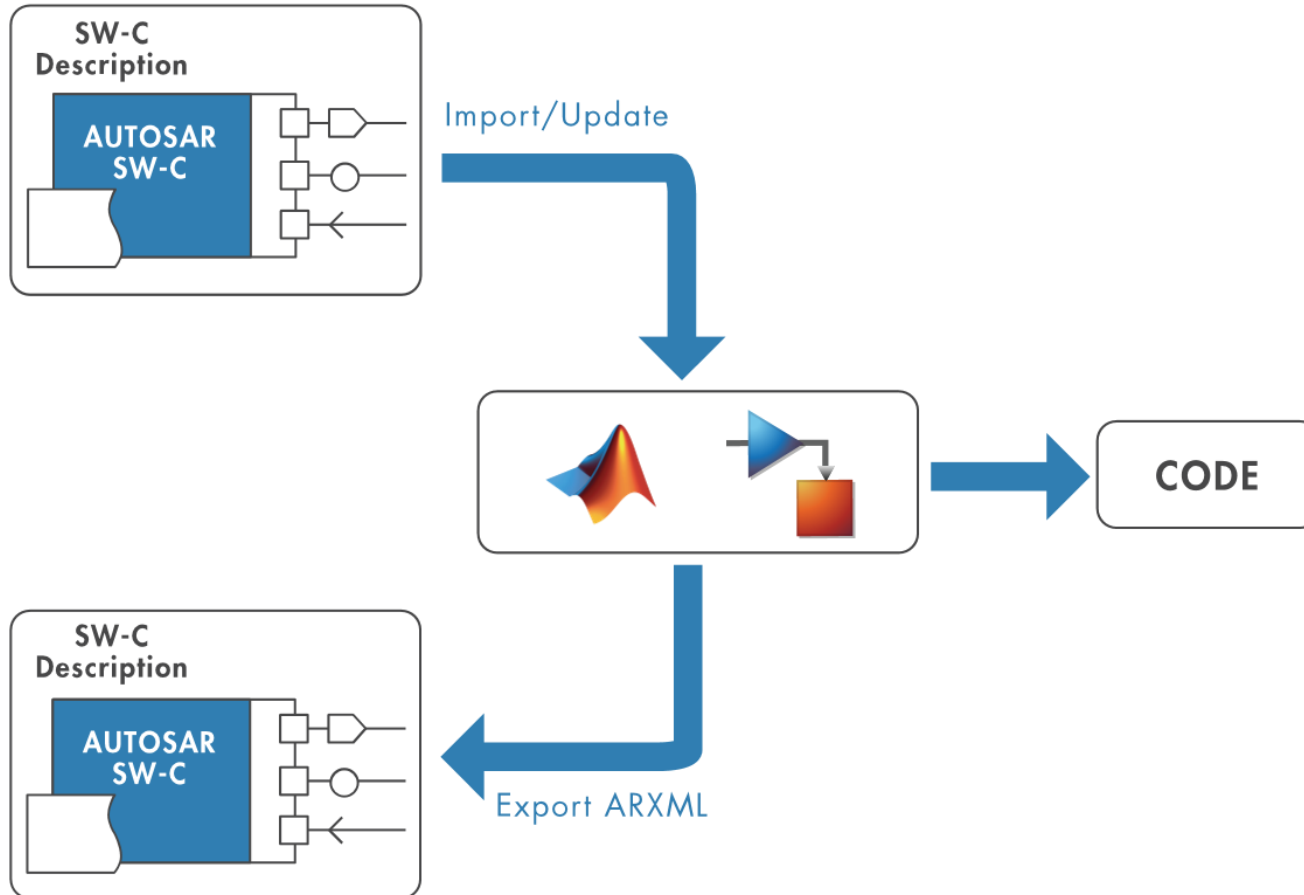 SW-C
Description
AUTOSAR
SW-C
Import/Update
CODE
SW-C
Description
AUTOSAR
SW-C
Export ARXML